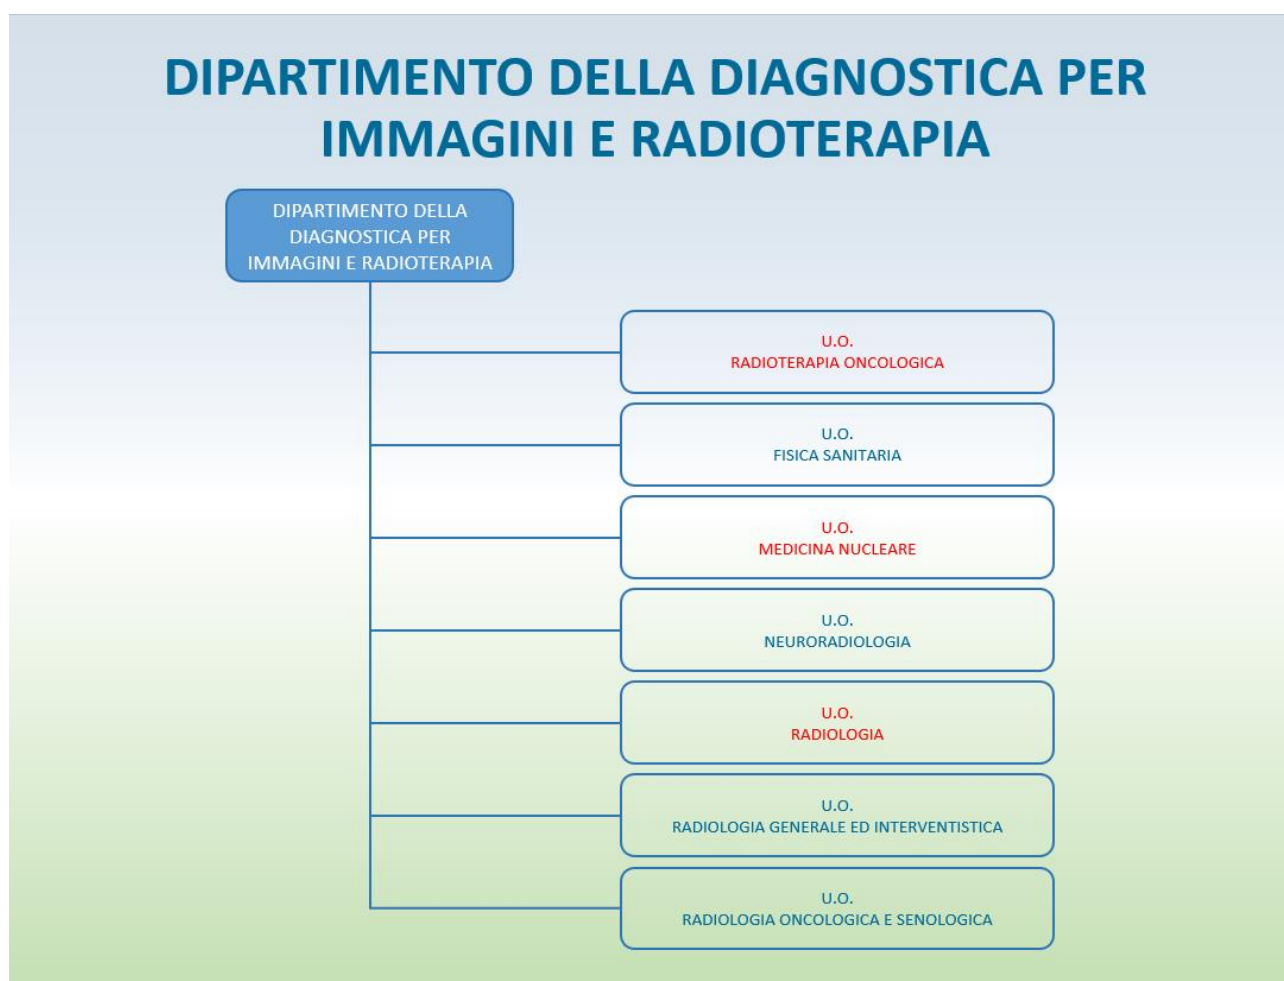 DIPARTIMENTO DELLA DIAGNOSTICA PER
IMMAGINI E RADIOTERAPIA
DIPARTIMENTO DELLA
DIAGNOSTICA PER
IMMAGINI E RADIOTERAPIA
U.O.
RADIOTERAPIA ONCOLOGICA
U.O.
FISICA SANITARIA
U.O.
MEDICINA NUCLEARE
U.O.
NEURORADIOLOGIA
U.O.
RADIOLOGIA
U.O.
RADIOLOGIA GENERALE ED INTERVENTISTICA
U.O.
RADIOLOGIA ONCOLOGICA E SENOLOGICA